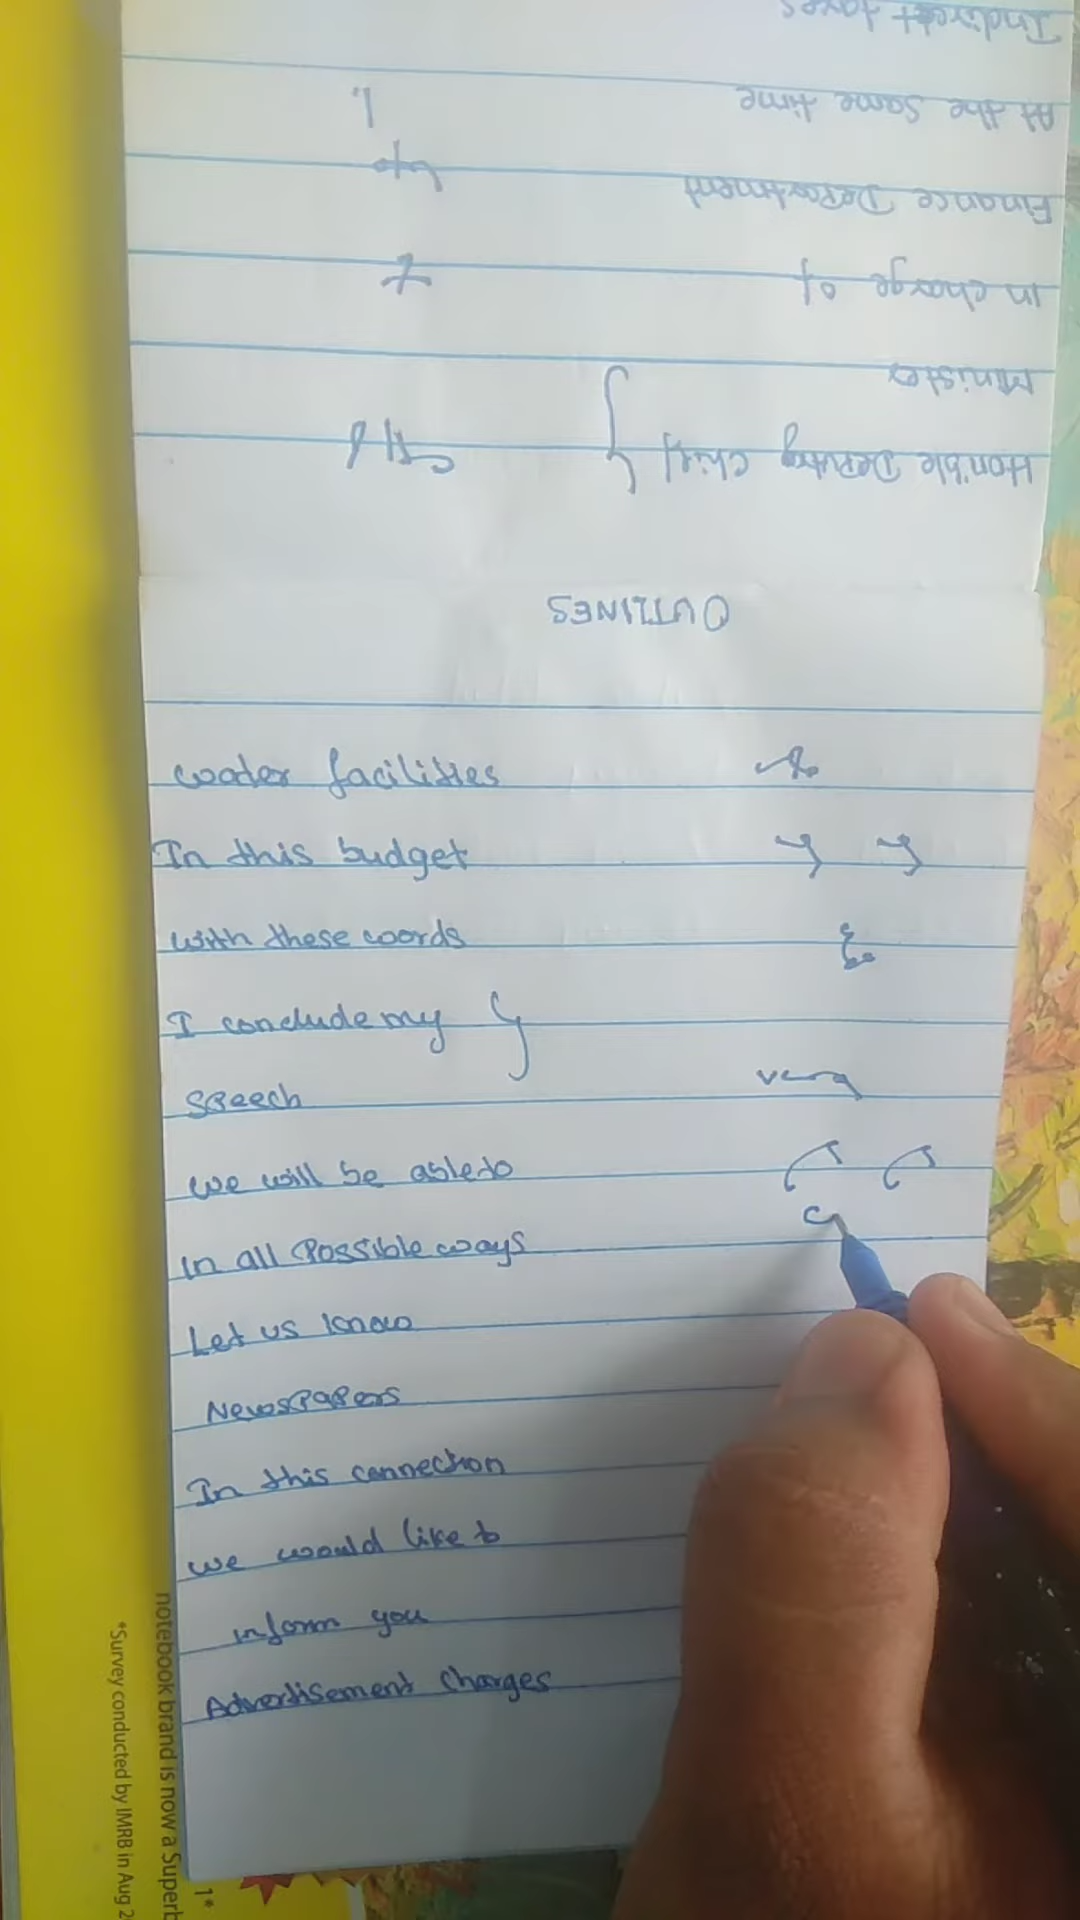 OUTLINES
Hon'ble Deputy Chief
Minister
In charge of
Finance Department
At the same time
Indirect taxes
water facilities
In this budget
with these words
I conclude my
speech
we will be able to
in all possible ways
Let us know
Newspapers
In this connection
we would like to
inform you
Advertisement charges
notebook brand is now a Superb
*Survey conducted by IMRB in Aug 2
1*